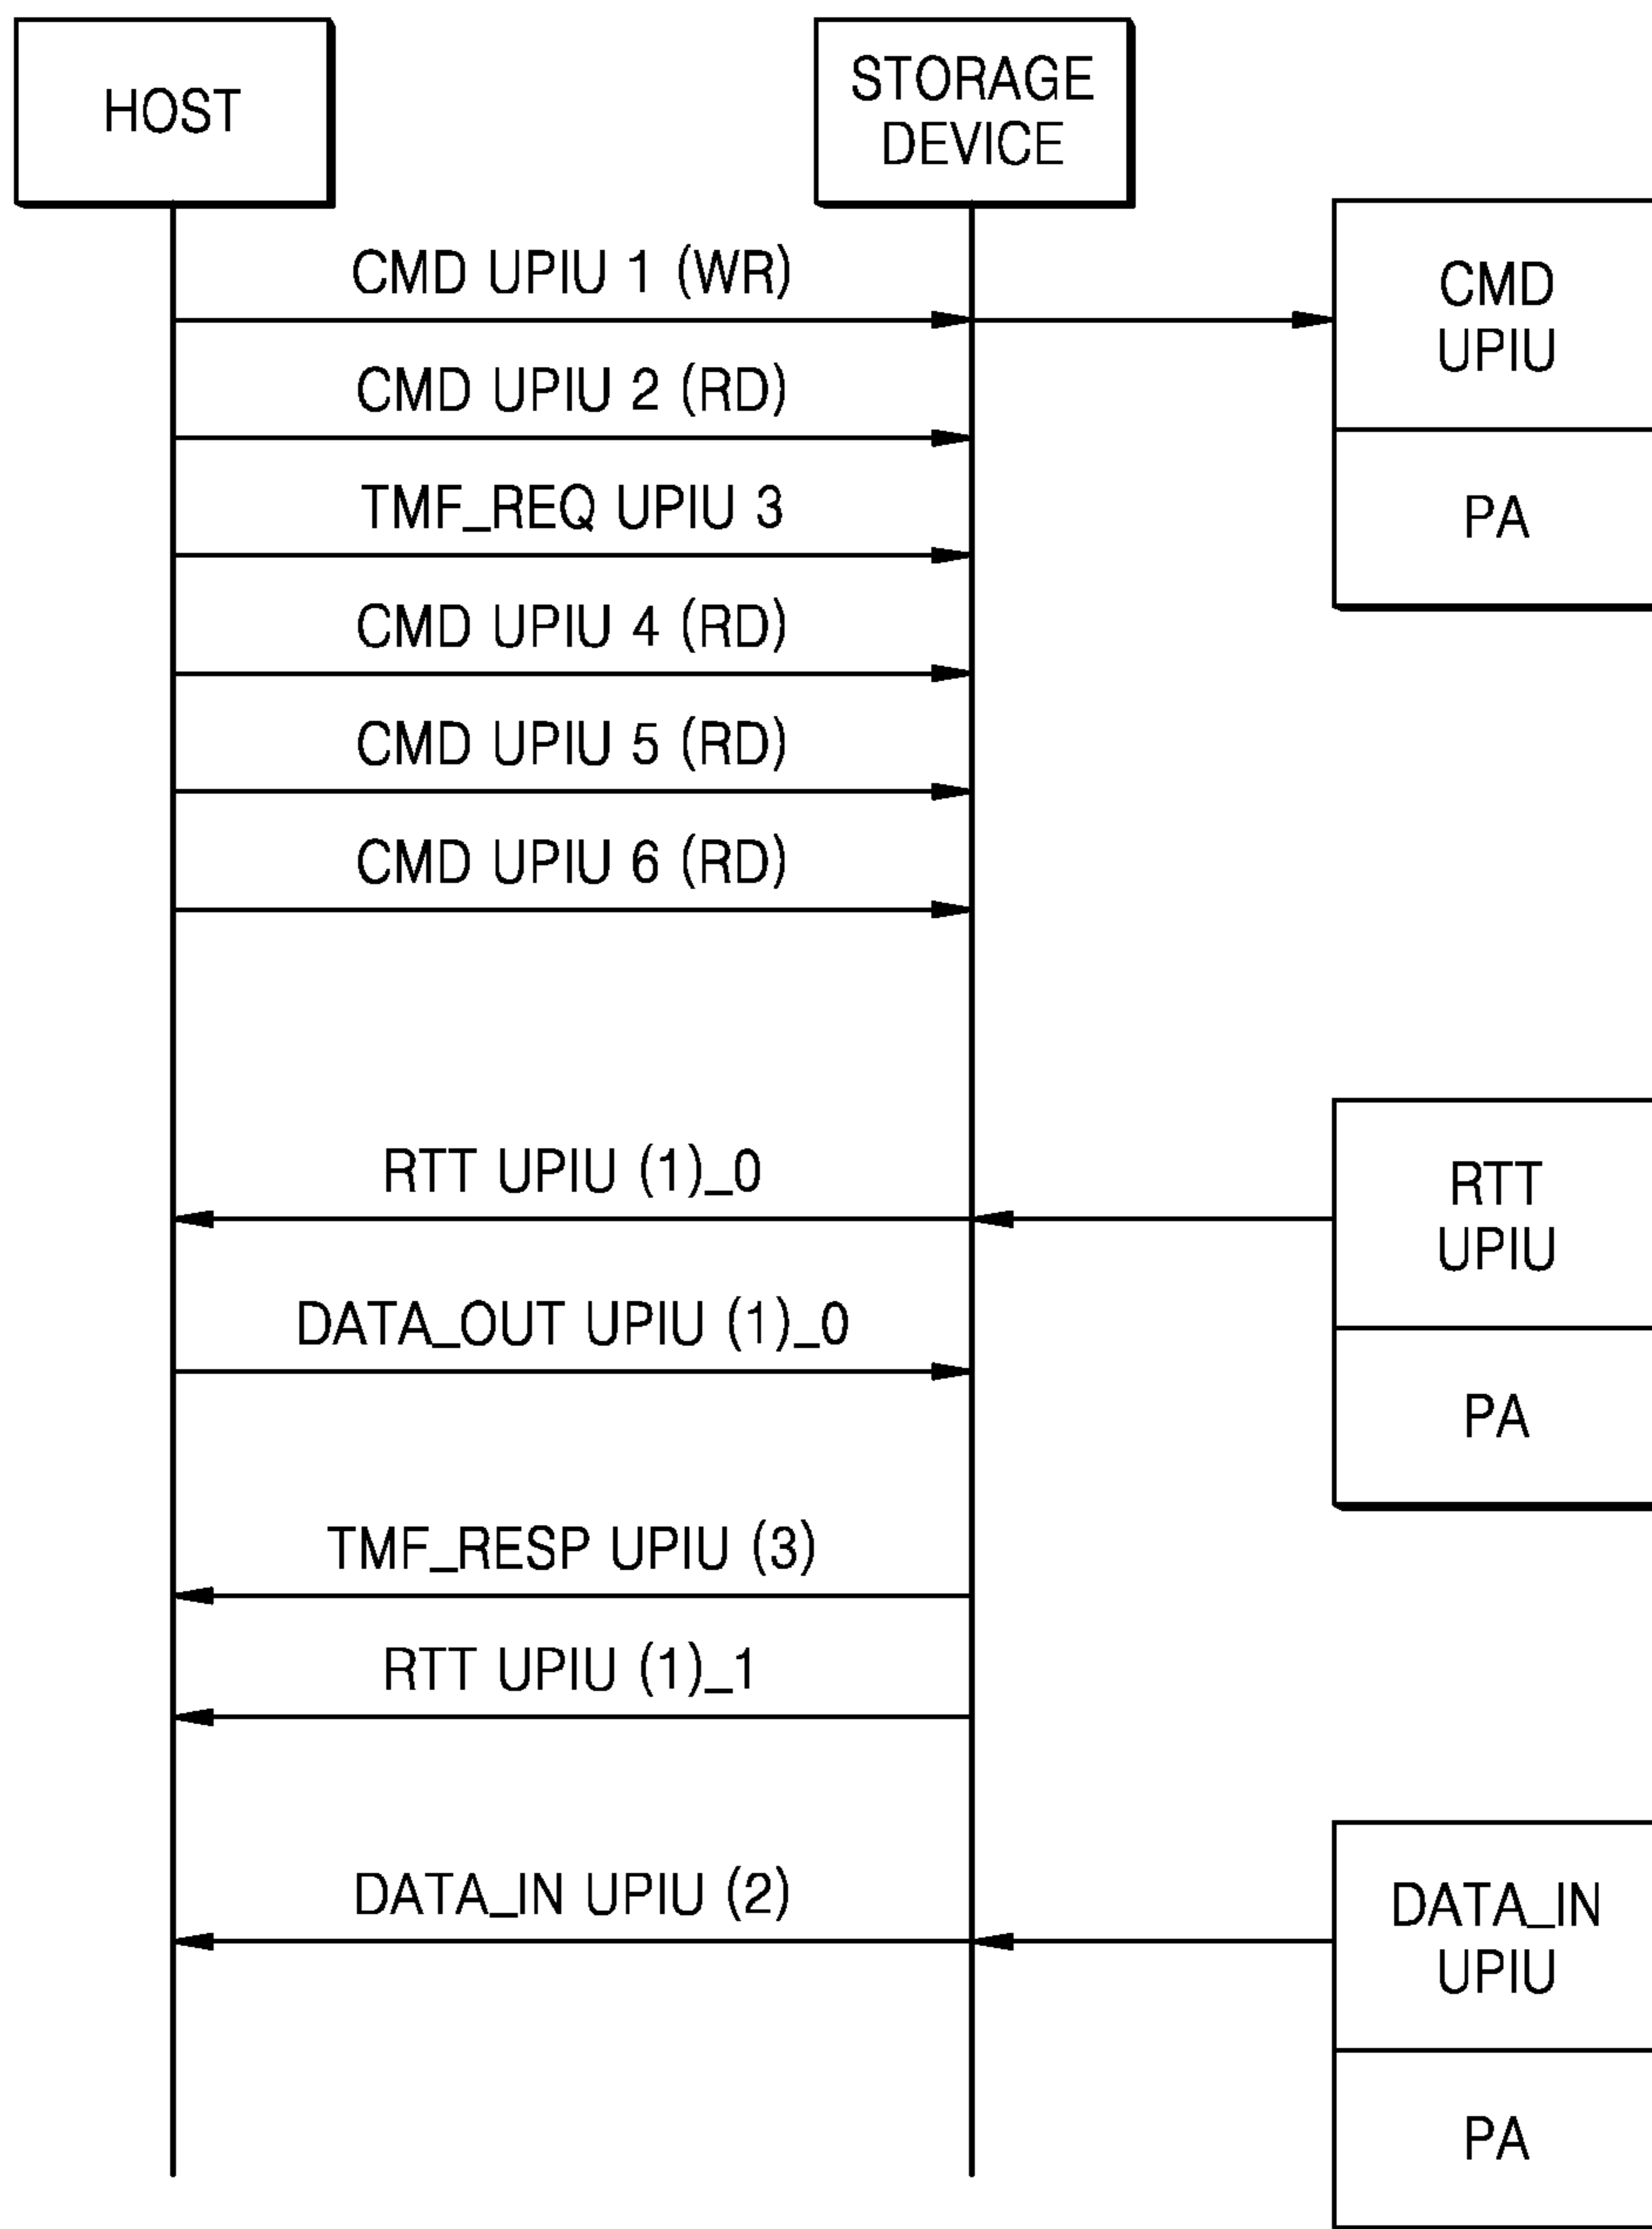 HOST
STORAGE
DEVICE
CMD UPIU 1 (WR)
CMD
UPIU
CMD UPIU 2 (RD)
TMF_REQ UPIU 3
PA
CMD UPIU 4 (RD)
CMD UPIU 5 (RD)
CMD UPIU 6 (RD)
RTT UPIU (1)_0
RTT
UPIU
DATA_OUT UPIU (1)_0
PA
TMF_RESP UPIU (3)
RTT UPIU (1)_1
DATA_IN UPIU (2)
DATA_IN
UPIU
PA